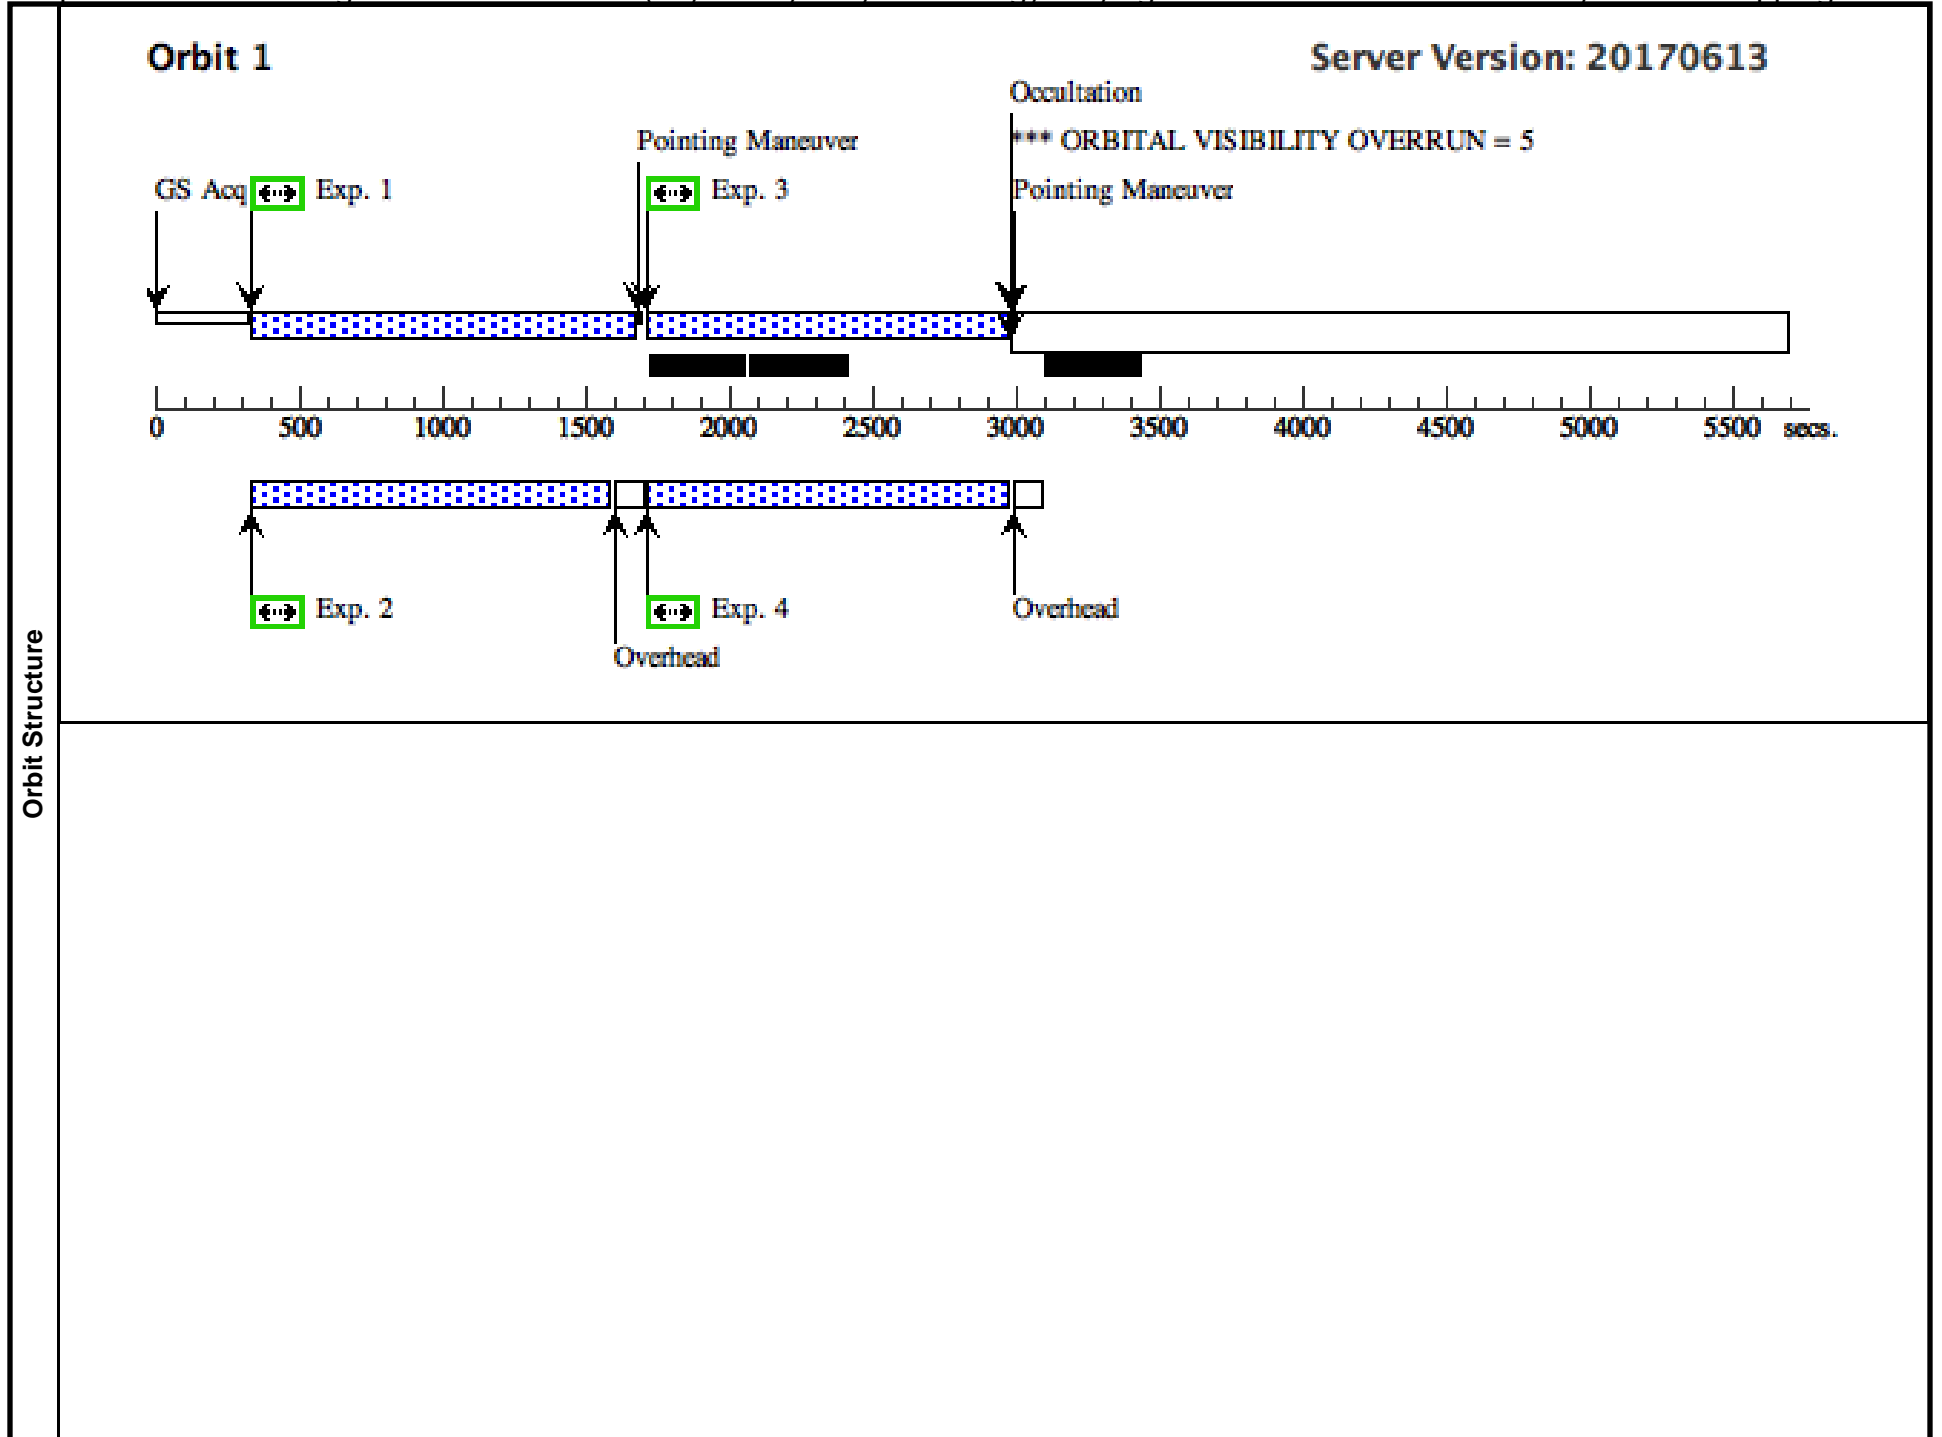 Orbit 1 Server Version: 20170613
Occultation
Pointing Maneuver *** ORBITAL VISIBILITY OVERRUN = 5
GS Acq Exp. 1 Exp. 3 Pointing Maneuver
0 500 1000 1500 2000 2500 3000 3500 4000 4500 5000 5500 secs.
Exp. 2 Exp. 4 Overhead
Overhead
Orbit Structure